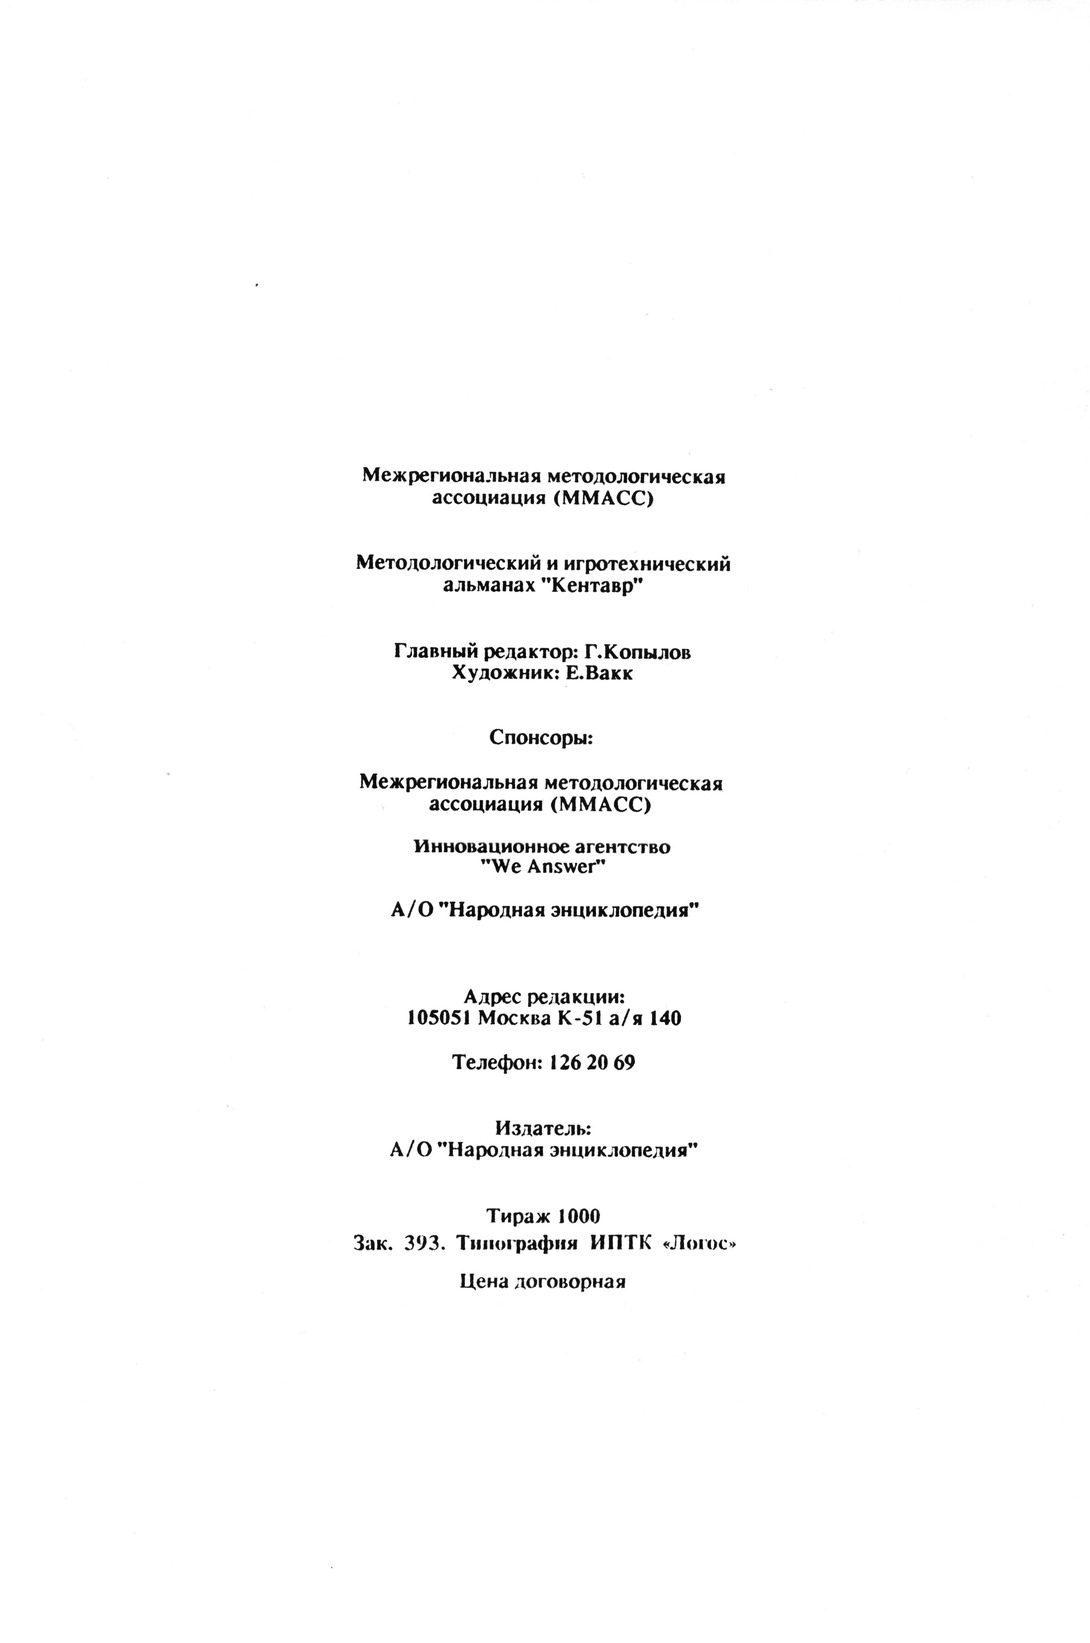 Межрегиональная методологическая
ассоциация (ММАСС)
Методологический и игротехнический
альманах "Кентавр"
Главный редактор: Г.Копылов
Художник: Е.Вакк
Спонсоры:
Межрегиональная методологическая
ассоциация (ММАСС)
Инновационное агентство
"We Answer"
А/О "Народная энциклопедия"
Адрес редакции:
105051 Москва К-51 а/я 140
Телефон: 126 20 69
Издатель:
А/О "Народная энциклопедия"
Тираж 1000
Зак. 393. Типография ИПТК «Логос»
Цена договорная